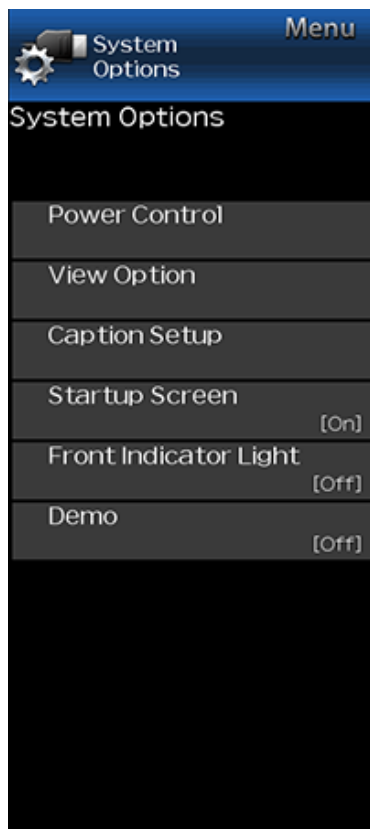 Menu
System
Options
System Options
Power Control
View Option
Caption Setup
Startup Screen
[On]
Front Indicator Light
[Off]
Demo
[Off]